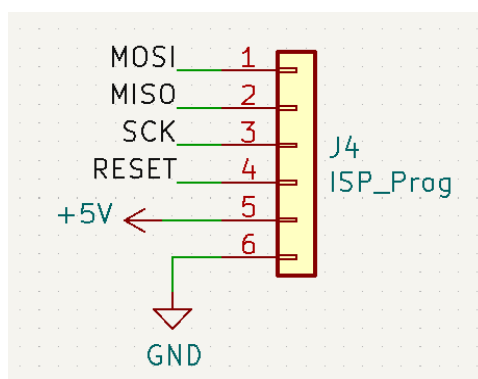 MOSI 1
MISO 2
SCK 3
J4
RESET 4
ISP_Prog
+5V 5
6
GND